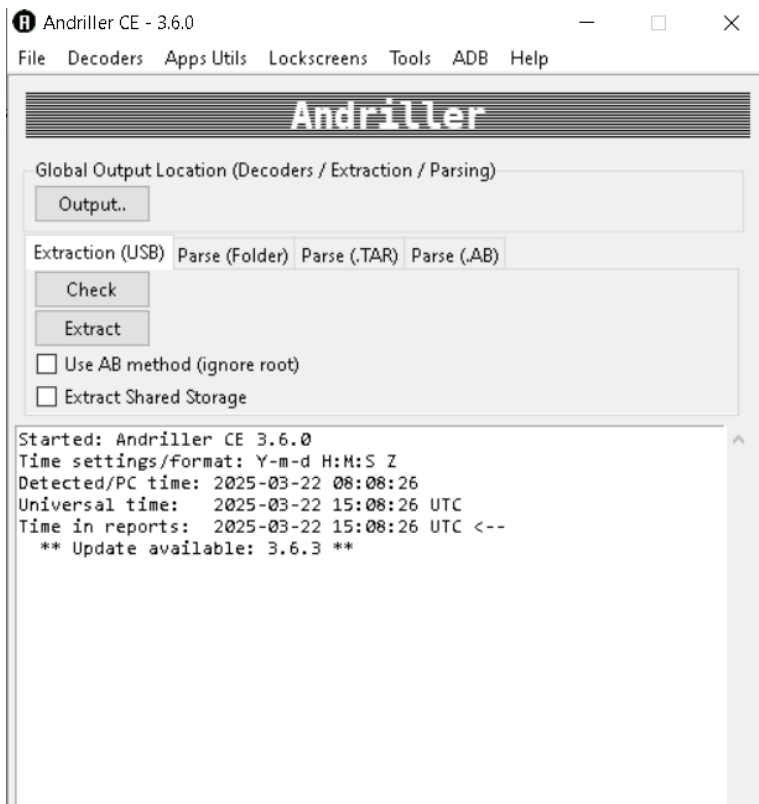 Andriller CE - 3.6.0
File Decoders Apps Utils Lockscreens Tools ADB Help
Andriller
Global Output Location (Decoders / Extraction / Parsing)
Output..
Extraction (USB) Parse (Folder) Parse (.TAR) Parse (.AB)
Check
Extract
Use AB method (ignore root)
Extract Shared Storage
Started: Andriller CE 3.6.0
Time settings/format: Y-m-d H:M:S Z
Detected/PC time: 2025-03-22 08:08:26
Universal time:   2025-03-22 15:08:26 UTC
Time in reports:  2025-03-22 15:08:26 UTC <--
** Update available: 3.6.3 **